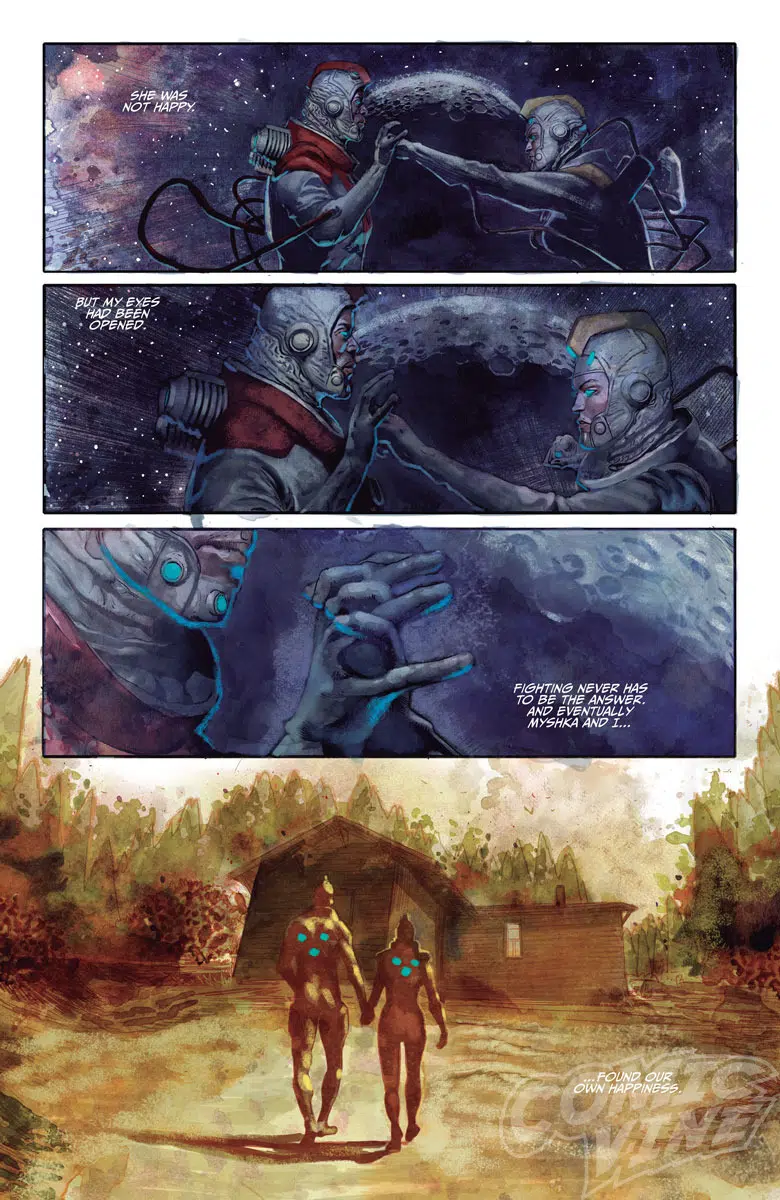 SHE WAS
NOT HAPPY.
BUT MY EYES
HAD BEEN
OPENED.
FIGHTING NEVER HAS
TO BE THE ANSWER.
AND EVENTUALLY
MYSHKA AND I...
...FOUND OUR
OWN HAPPINESS.
COMIC
VINE